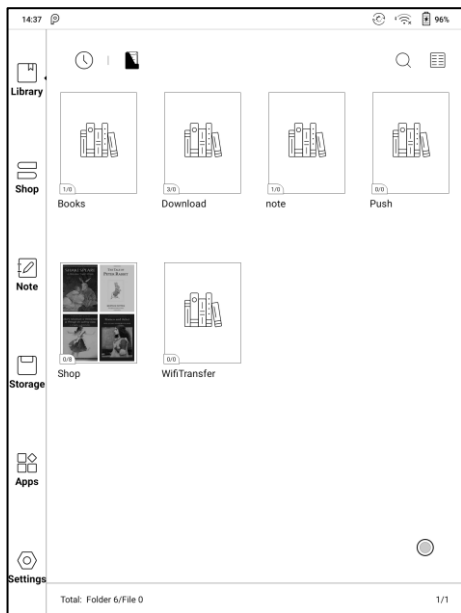 14:37
96%
Library
1/0
3/0
1/0
0/0
Books
Download
note
Push
Shop
Note
0/8
0/0
Shop
WifiTransfer
Storage
Apps
Settings
Total: Folder 6/File 0
1/1